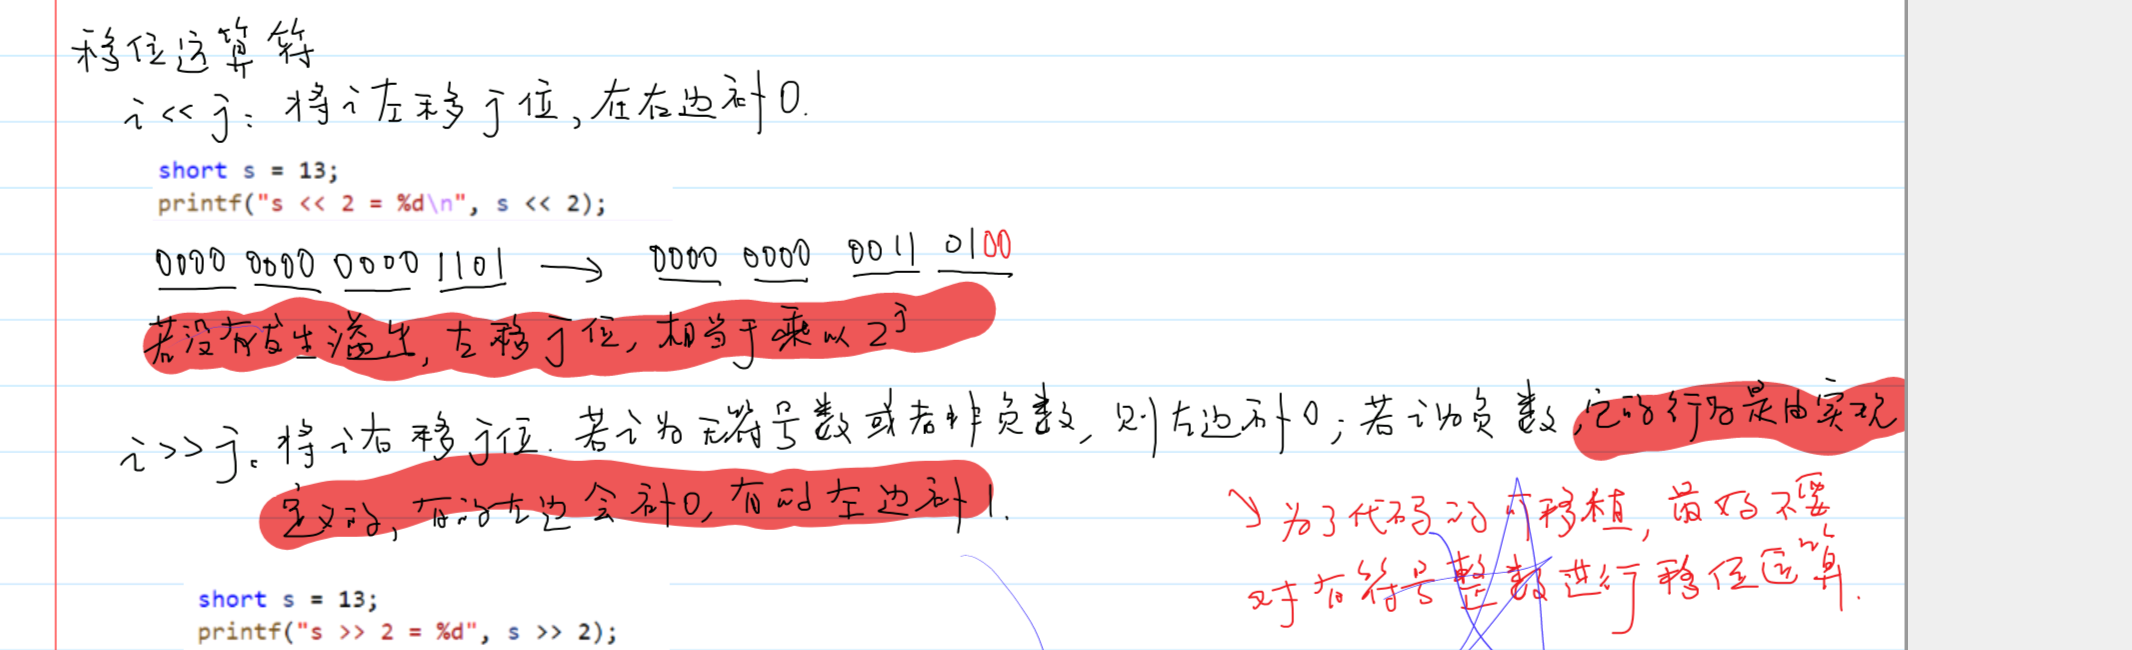 移位运算符
i << j: 将i左移j位,在右边补0.
short s = 13;
printf("s << 2 = %d\n", s << 2);
0000 0000 0000 1101 → 0000 0000 0011 0100
若没有发生溢出,左移j位,相当于乘以2^j
i >> j: 将i右移j位.若i为无符号数或者非负数,则左边补0;若i为负数,它的行为是由实现
定义的,有的左边会补0,有的左边补1.
↘为了代码的可移植,最好不要
对有符号整数进行移位运算.
short s = 13;
printf("s >> 2 = %d", s >> 2);